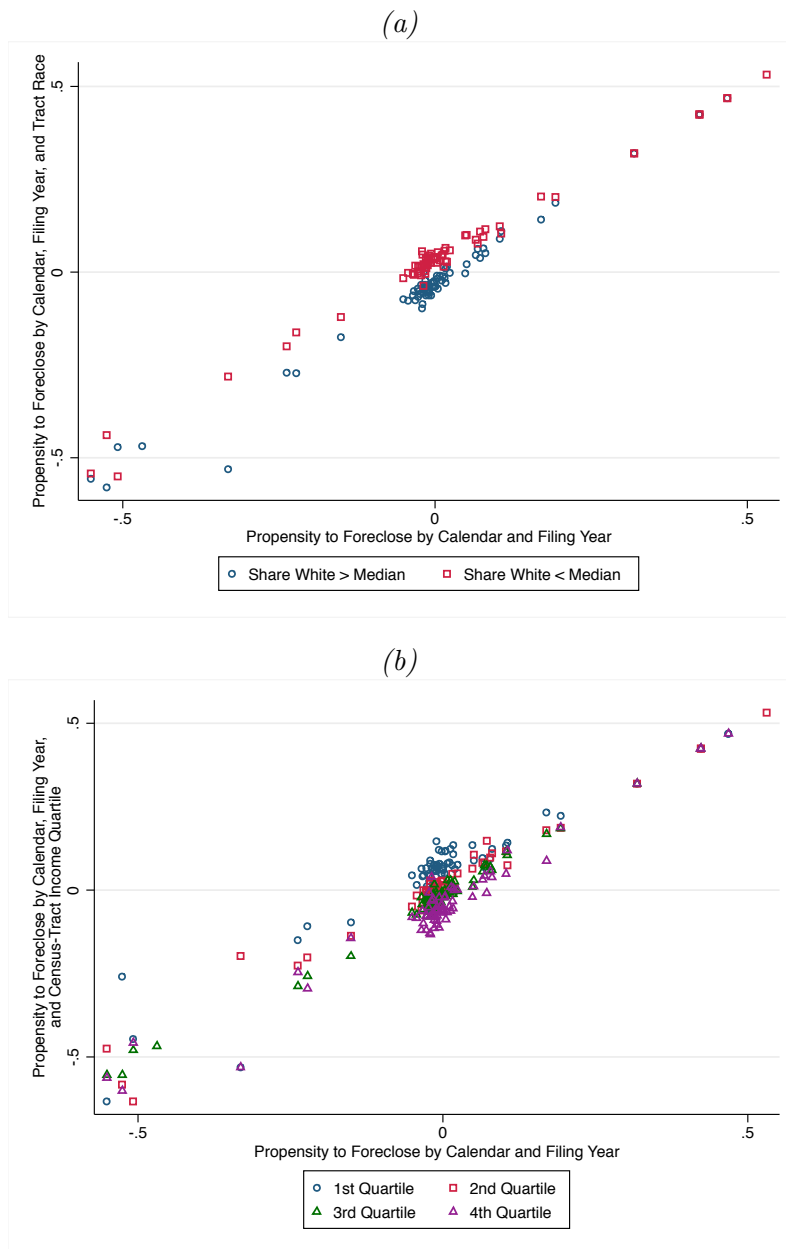 (a)
Propensity to Foreclose by Calendar, Filing Year, and Tract Race
.5
0
-.5
-.5
0
.5
Propensity to Foreclose by Calendar and Filing Year
Share White > Median
Share White < Median
(b)
Propensity to Foreclose by Calendar, Filing Year,
and Census-Tract Income Quartile
.5
0
-.5
-.5
0
.5
Propensity to Foreclose by Calendar and Filing Year
1st Quartile
2nd Quartile
3rd Quartile
4th Quartile